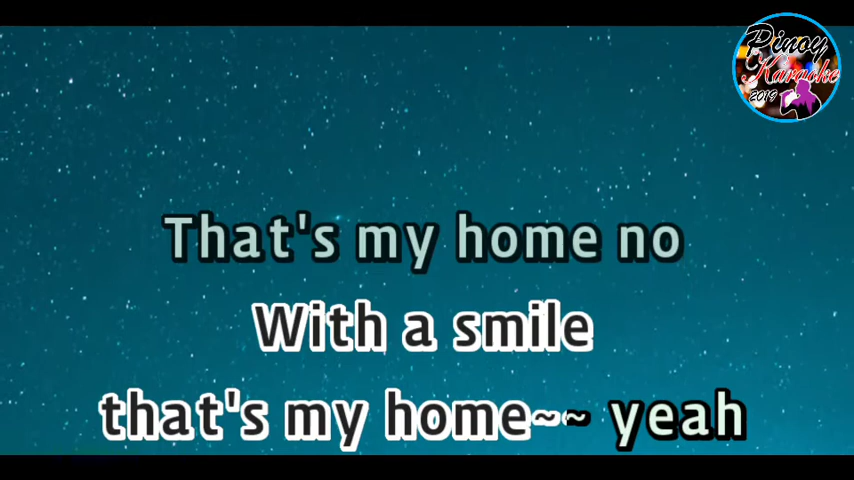 Pinoy
Karaoke
2019
That's my home no
With a smile
that's my home~~ yeah